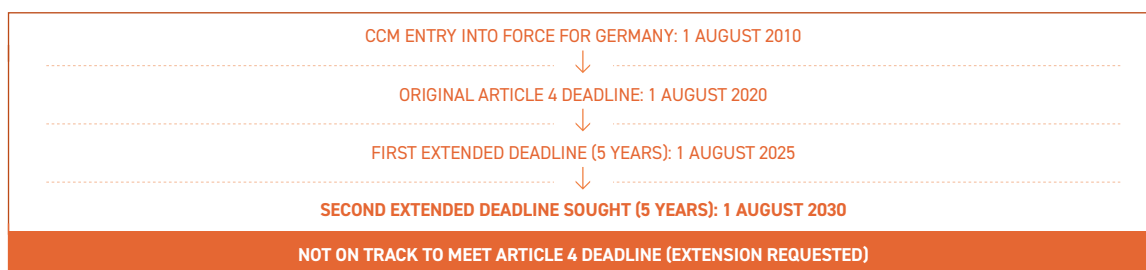 CCM ENTRY INTO FORCE FOR GERMANY: 1 AUGUST 2010
ORIGINAL ARTICLE 4 DEADLINE: 1 AUGUST 2020
FIRST EXTENDED DEADLINE (5 YEARS): 1 AUGUST 2025
SECOND EXTENDED DEADLINE SOUGHT (5 YEARS): 1 AUGUST 2030
NOT ON TRACK TO MEET ARTICLE 4 DEADLINE (EXTENSION REQUESTED)